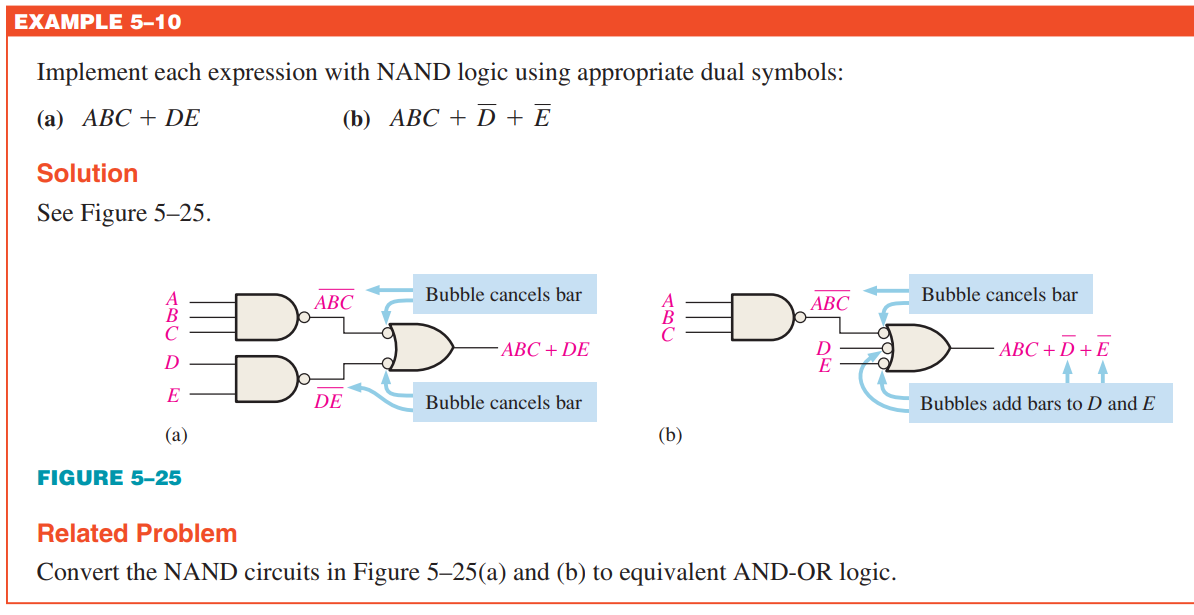 EXAMPLE 5–10
Implement each expression with NAND logic using appropriate dual symbols:
(a) ABC + DE (b) ABC + D̅ + E̅
Solution
See Figure 5–25.
A
B
C
D
E
A̅B̅C̅
D̅E̅
Bubble cancels bar
ABC + DE
Bubble cancels bar
(a)
A
B
C
A̅B̅C̅
D
E
Bubble cancels bar
ABC + D̅ + E̅
Bubbles add bars to D and E
(b)
FIGURE 5–25
Related Problem
Convert the NAND circuits in Figure 5–25(a) and (b) to equivalent AND-OR logic.